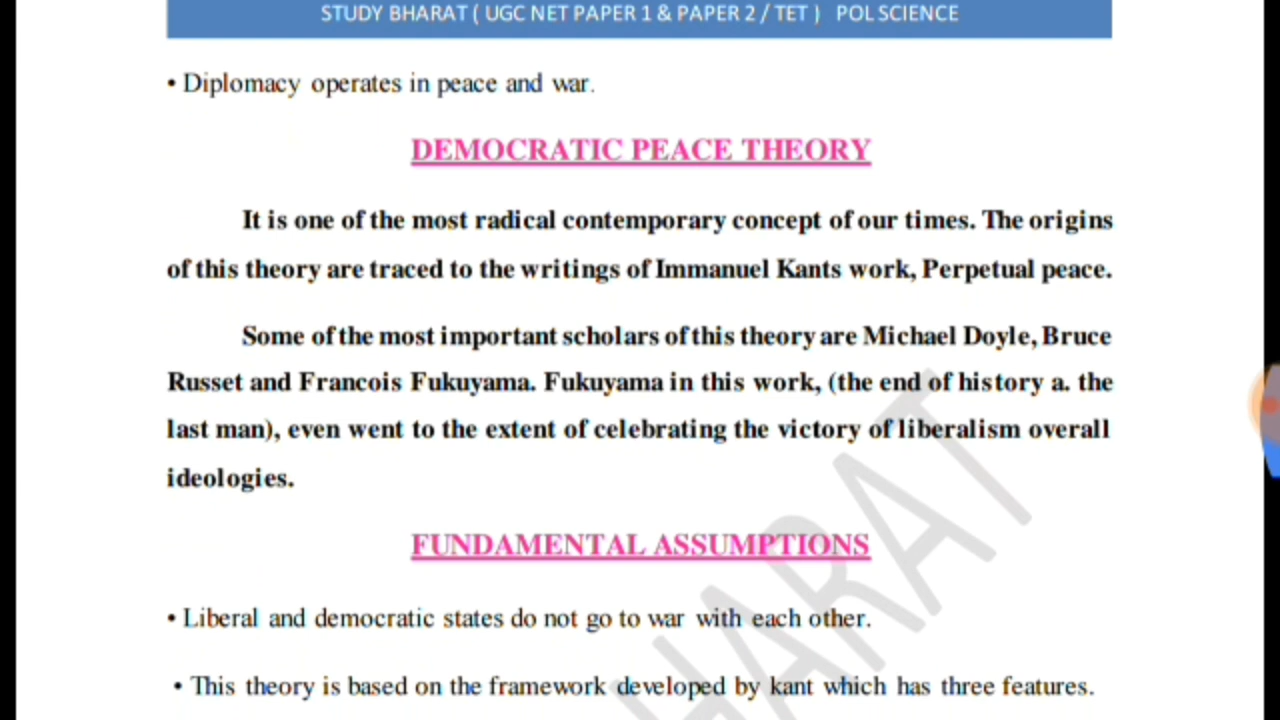 STUDY BHARAT ( UGC NET PAPER 1 & PAPER 2 / TET ) POL SCIENCE
• Diplomacy operates in peace and war.
DEMOCRATIC PEACE THEORY
It is one of the most radical contemporary concept of our times. The origins
of this theory are traced to the writings of Immanuel Kants work, Perpetual peace.
Some of the most important scholars of this theory are Michael Doyle, Bruce
Russet and Francois Fukuyama. Fukuyama in this work, (the end of history a. the
last man), even went to the extent of celebrating the victory of liberalism overall
ideologies.
FUNDAMENTAL ASSUMPTIONS
• Liberal and democratic states do not go to war with each other.
• This theory is based on the framework developed by kant which has three features.
HARAT